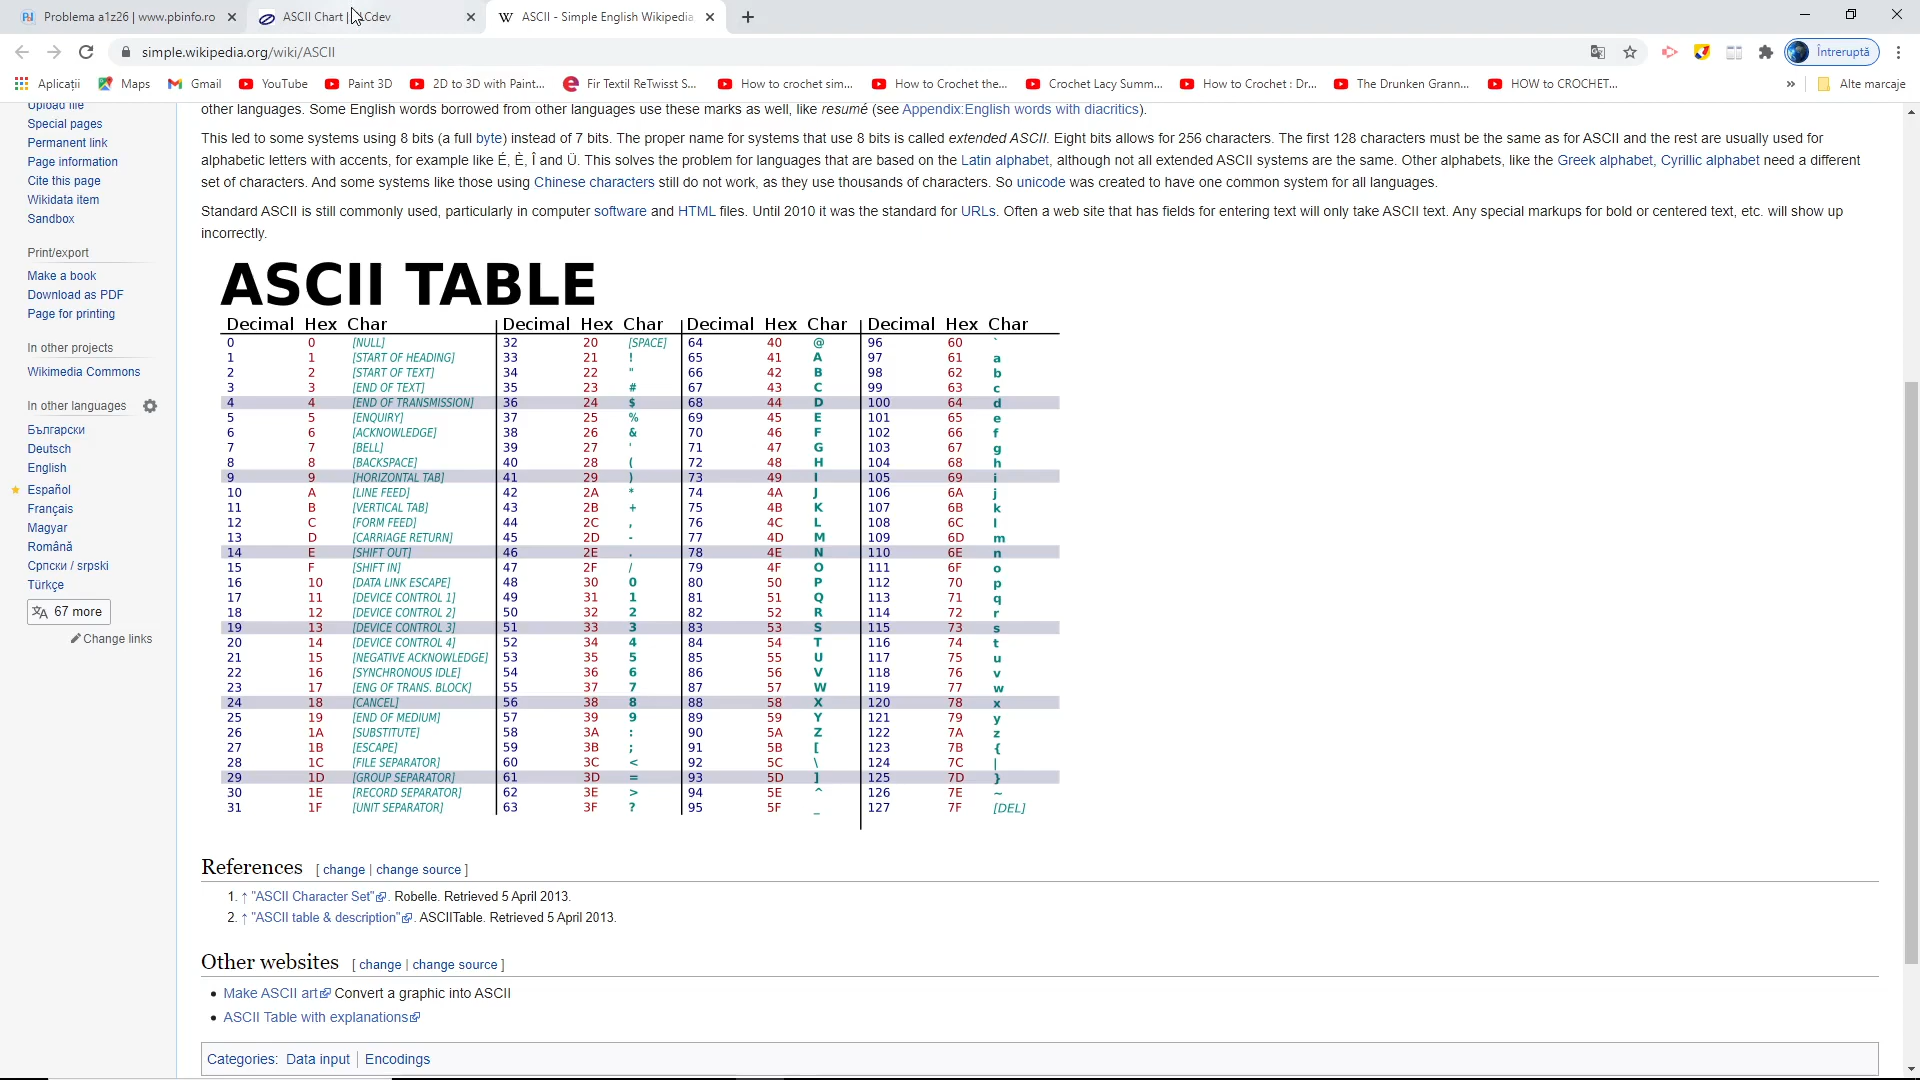 Problema a1z26 | www.pbinfo.ro
ASCII Chart | Cdev
ASCII - Simple English Wikipedia
simple.wikipedia.org/wiki/ASCII
Întreruptă
Aplicații Maps Gmail YouTube Paint 3D 2D to 3D with Paint... Fir Textil ReTwisst S... How to crochet sim... How to Crochet the... Crochet Lacy Summ... How to Crochet : Dr... The Drunken Grann... HOW to CROCHET... » Alte marcaje
Upload file
Special pages
Permanent link
Page information
Cite this page
Wikidata item
Sandbox
Print/export
Make a book
Download as PDF
Page for printing
In other projects
Wikimedia Commons
In other languages
Български
Deutsch
English
Español
Français
Magyar
Română
Српски / srpski
Türkçe
67 more
Change links
other languages. Some English words borrowed from other languages use these marks as well, like resumé (see Appendix:English words with diacritics).
This led to some systems using 8 bits (a full byte) instead of 7 bits. The proper name for systems that use 8 bits is called extended ASCII. Eight bits allows for 256 characters. The first 128 characters must be the same as for ASCII and the rest are usually used for
alphabetic letters with accents, for example like É, È, Î and Ü. This solves the problem for languages that are based on the Latin alphabet, although not all extended ASCII systems are the same. Other alphabets, like the Greek alphabet, Cyrillic alphabet need a different
set of characters. And some systems like those using Chinese characters still do not work, as they use thousands of characters. So unicode was created to have one common system for all languages.
Standard ASCII is still commonly used, particularly in computer software and HTML files. Until 2010 it was the standard for URLs. Often a web site that has fields for entering text will only take ASCII text. Any special markups for bold or centered text, etc. will show up
incorrectly.
ASCII TABLE
Decimal Hex Char Decimal Hex Char Decimal Hex Char Decimal Hex Char
0 0 [NULL] 32 20 [SPACE] 64 40 @ 96 60 `
1 1 [START OF HEADING] 33 21 ! 65 41 A 97 61 a
2 2 [START OF TEXT] 34 22 " 66 42 B 98 62 b
3 3 [END OF TEXT] 35 23 # 67 43 C 99 63 c
4 4 [END OF TRANSMISSION] 36 24 $ 68 44 D 100 64 d
5 5 [ENQUIRY] 37 25 % 69 45 E 101 65 e
6 6 [ACKNOWLEDGE] 38 26 & 70 46 F 102 66 f
7 7 [BELL] 39 27 ' 71 47 G 103 67 g
8 8 [BACKSPACE] 40 28 ( 72 48 H 104 68 h
9 9 [HORIZONTAL TAB] 41 29 ) 73 49 I 105 69 i
10 A [LINE FEED] 42 2A * 74 4A J 106 6A j
11 B [VERTICAL TAB] 43 2B + 75 4B K 107 6B k
12 C [FORM FEED] 44 2C , 76 4C L 108 6C l
13 D [CARRIAGE RETURN] 45 2D - 77 4D M 109 6D m
14 E [SHIFT OUT] 46 2E . 78 4E N 110 6E n
15 F [SHIFT IN] 47 2F / 79 4F O 111 6F o
16 10 [DATA LINK ESCAPE] 48 30 0 80 50 P 112 70 p
17 11 [DEVICE CONTROL 1] 49 31 1 81 51 Q 113 71 q
18 12 [DEVICE CONTROL 2] 50 32 2 82 52 R 114 72 r
19 13 [DEVICE CONTROL 3] 51 33 3 83 53 S 115 73 s
20 14 [DEVICE CONTROL 4] 52 34 4 84 54 T 116 74 t
21 15 [NEGATIVE ACKNOWLEDGE] 53 35 5 85 55 U 117 75 u
22 16 [SYNCHRONOUS IDLE] 54 36 6 86 56 V 118 76 v
23 17 [ENG OF TRANS. BLOCK] 55 37 7 87 57 W 119 77 w
24 18 [CANCEL] 56 38 8 88 58 X 120 78 x
25 19 [END OF MEDIUM] 57 39 9 89 59 Y 121 79 y
26 1A [SUBSTITUTE] 58 3A : 90 5A Z 122 7A z
27 1B [ESCAPE] 59 3B ; 91 5B [ 123 7B {
28 1C [FILE SEPARATOR] 60 3C < 92 5C \ 124 7C |
29 1D [GROUP SEPARATOR] 61 3D = 93 5D ] 125 7D }
30 1E [RECORD SEPARATOR] 62 3E > 94 5E ^ 126 7E ~
31 1F [UNIT SEPARATOR] 63 3F ? 95 5F _ 127 7F [DEL]
References [ change | change source ]
1. ↑ "ASCII Character Set". Robelle. Retrieved 5 April 2013.
2. ↑ "ASCII table & description". ASCIITable. Retrieved 5 April 2013.
Other websites [ change | change source ]
• Make ASCII art Convert a graphic into ASCII
• ASCII Table with explanations
Categories: Data input | Encodings